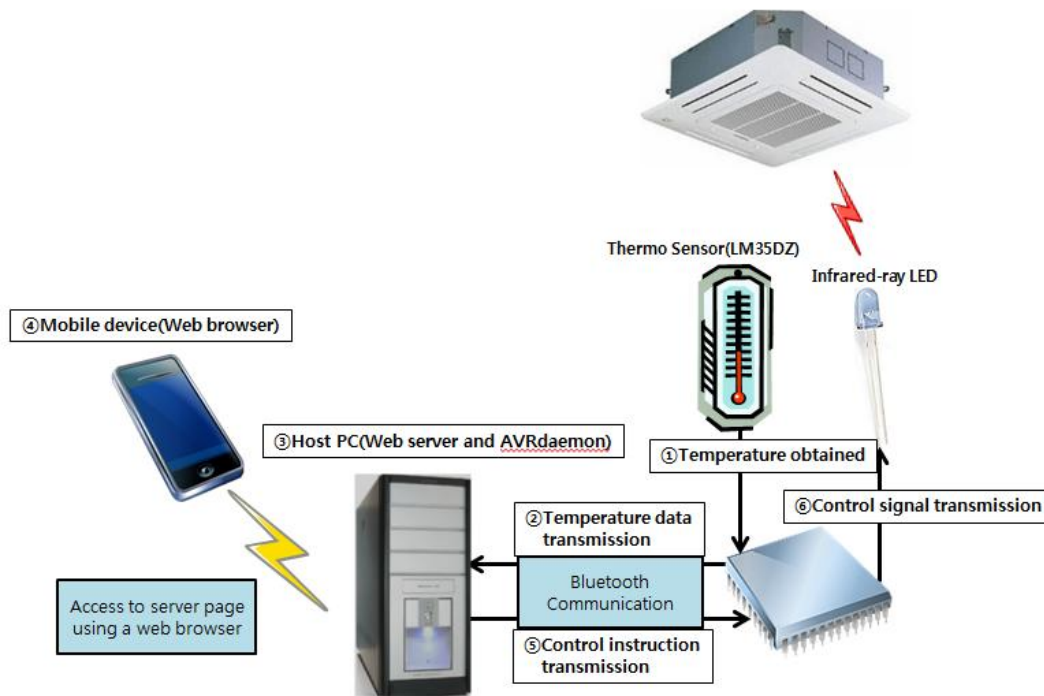 Thermo Sensor(LM35DZ)
Infrared-ray LED
④Mobile device(Web browser)
③Host PC(Web server and AVRdaemon)
①Temperature obtained
⑥Control signal transmission
②Temperature data
transmission
Bluetooth
Communication
Access to server page
using a web browser
⑤Control instruction
transmission